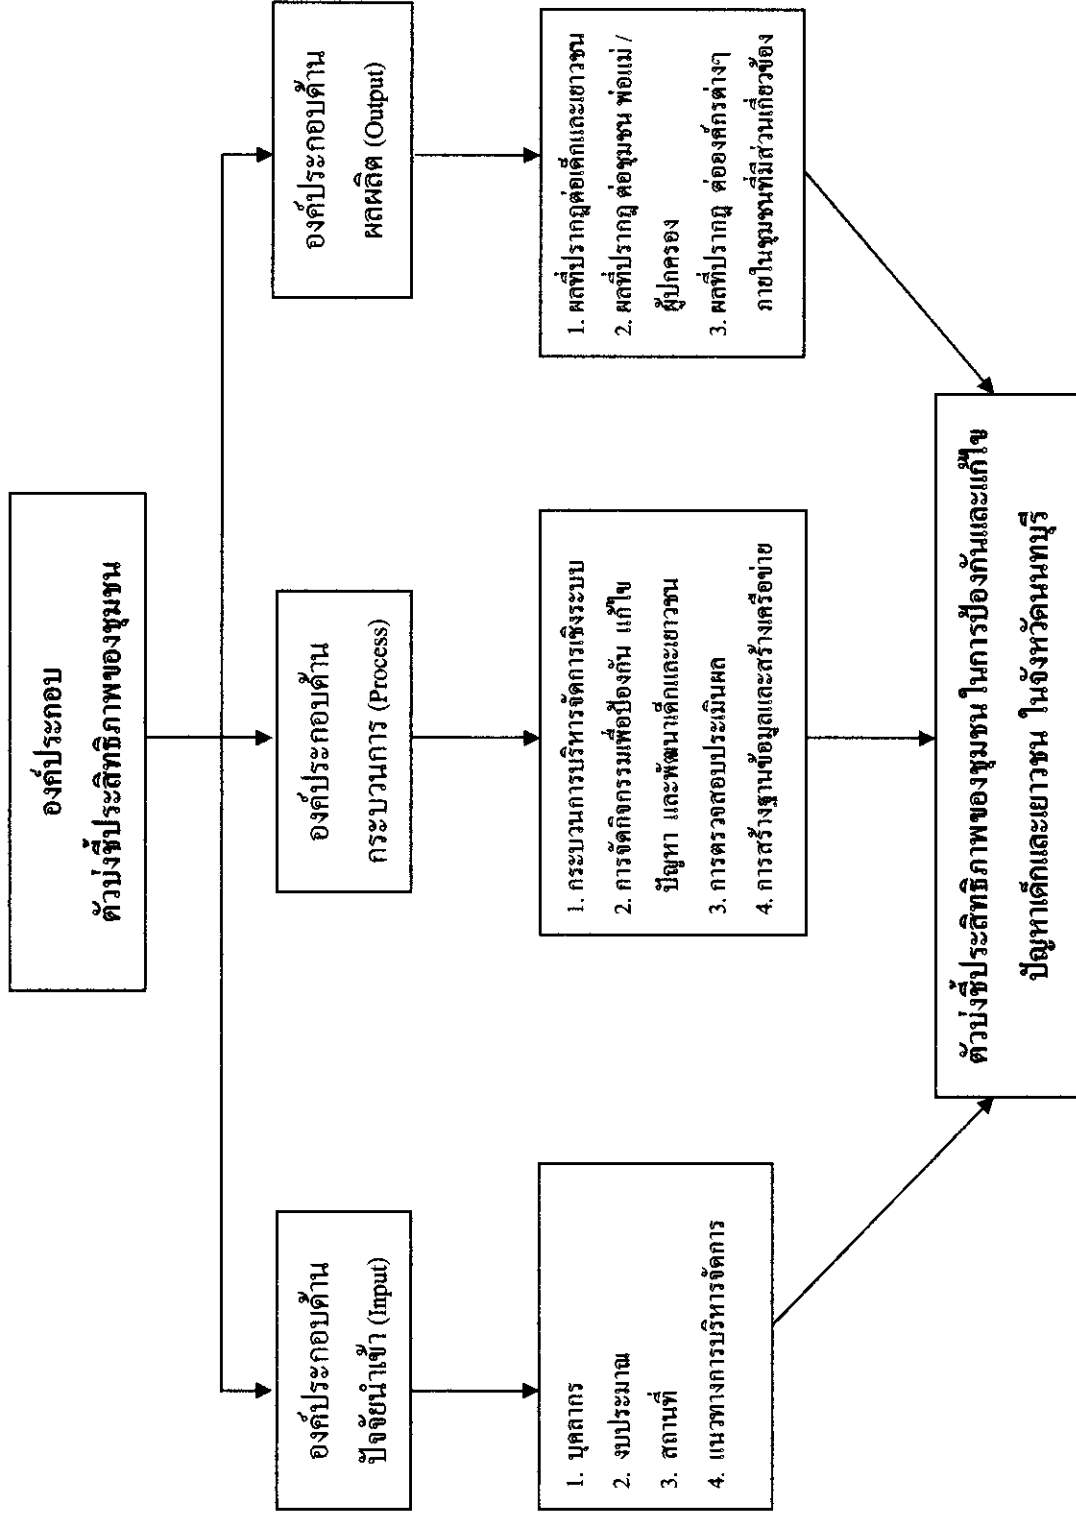 องค์ประกอบ
ตัวบ่งชี้ประสิทธิภาพของชุมชน
องค์ประกอบด้าน
ปัจจัยนำเข้า (Input)
องค์ประกอบด้าน
กระบวนการ (Process)
องค์ประกอบด้าน
ผลผลิต (Output)
1. บุคลากร
2. งบประมาณ
3. สถานที่
4. แนวทางการบริหารจัดการ
1. กระบวนการบริหารจัดการเชิงระบบ
2. การจัดกิจกรรมเพื่อป้องกัน แก้ไข
ปัญหา และพัฒนาเด็กและเยาวชน
3. การตรวจสอบประเมินผล
4. การสร้างฐานข้อมูลและสร้างเครือข่าย
1. ผลที่ปรากฏต่อเด็กและเยาวชน
2. ผลที่ปรากฏ ต่อชุมชน พ่อแม่ /
ผู้ปกครอง
3. ผลที่ปรากฏ ต่อองค์กรต่างๆ
ภายในชุมชนที่มีส่วนเกี่ยวข้อง
ตัวบ่งชี้ประสิทธิภาพของชุมชน ในการป้องกันและแก้ไข
ปัญหาเด็กและเยาวชน ในจังหวัดนนทบุรี